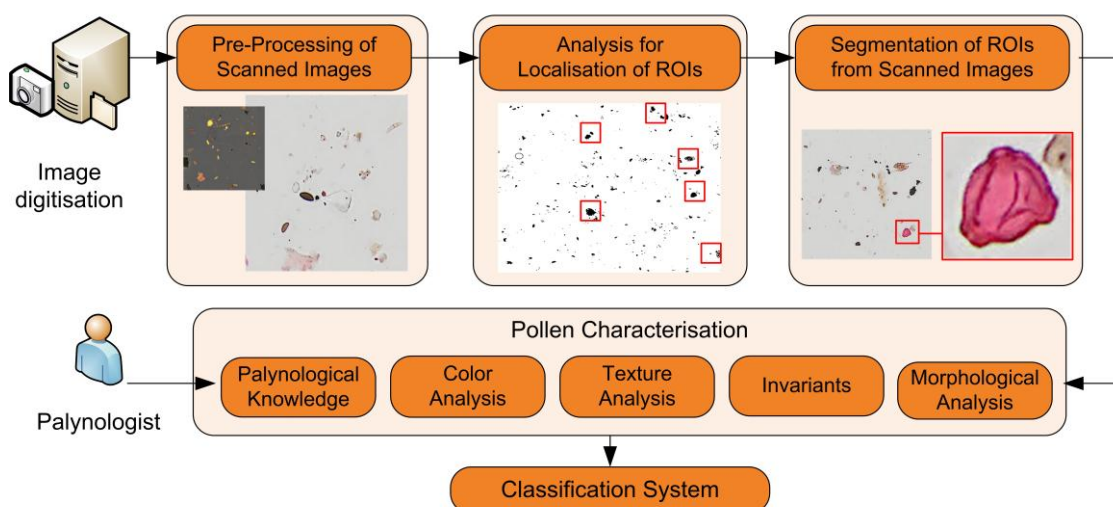 Pre-Processing of
Scanned Images
Analysis for
Localisation of ROIs
Segmentation of ROIs
from Scanned Images
Image
digitisation
Pollen Characterisation
Palynological
Knowledge
Color
Analysis
Texture
Analysis
Invariants
Morphological
Analysis
Palynologist
Classification System